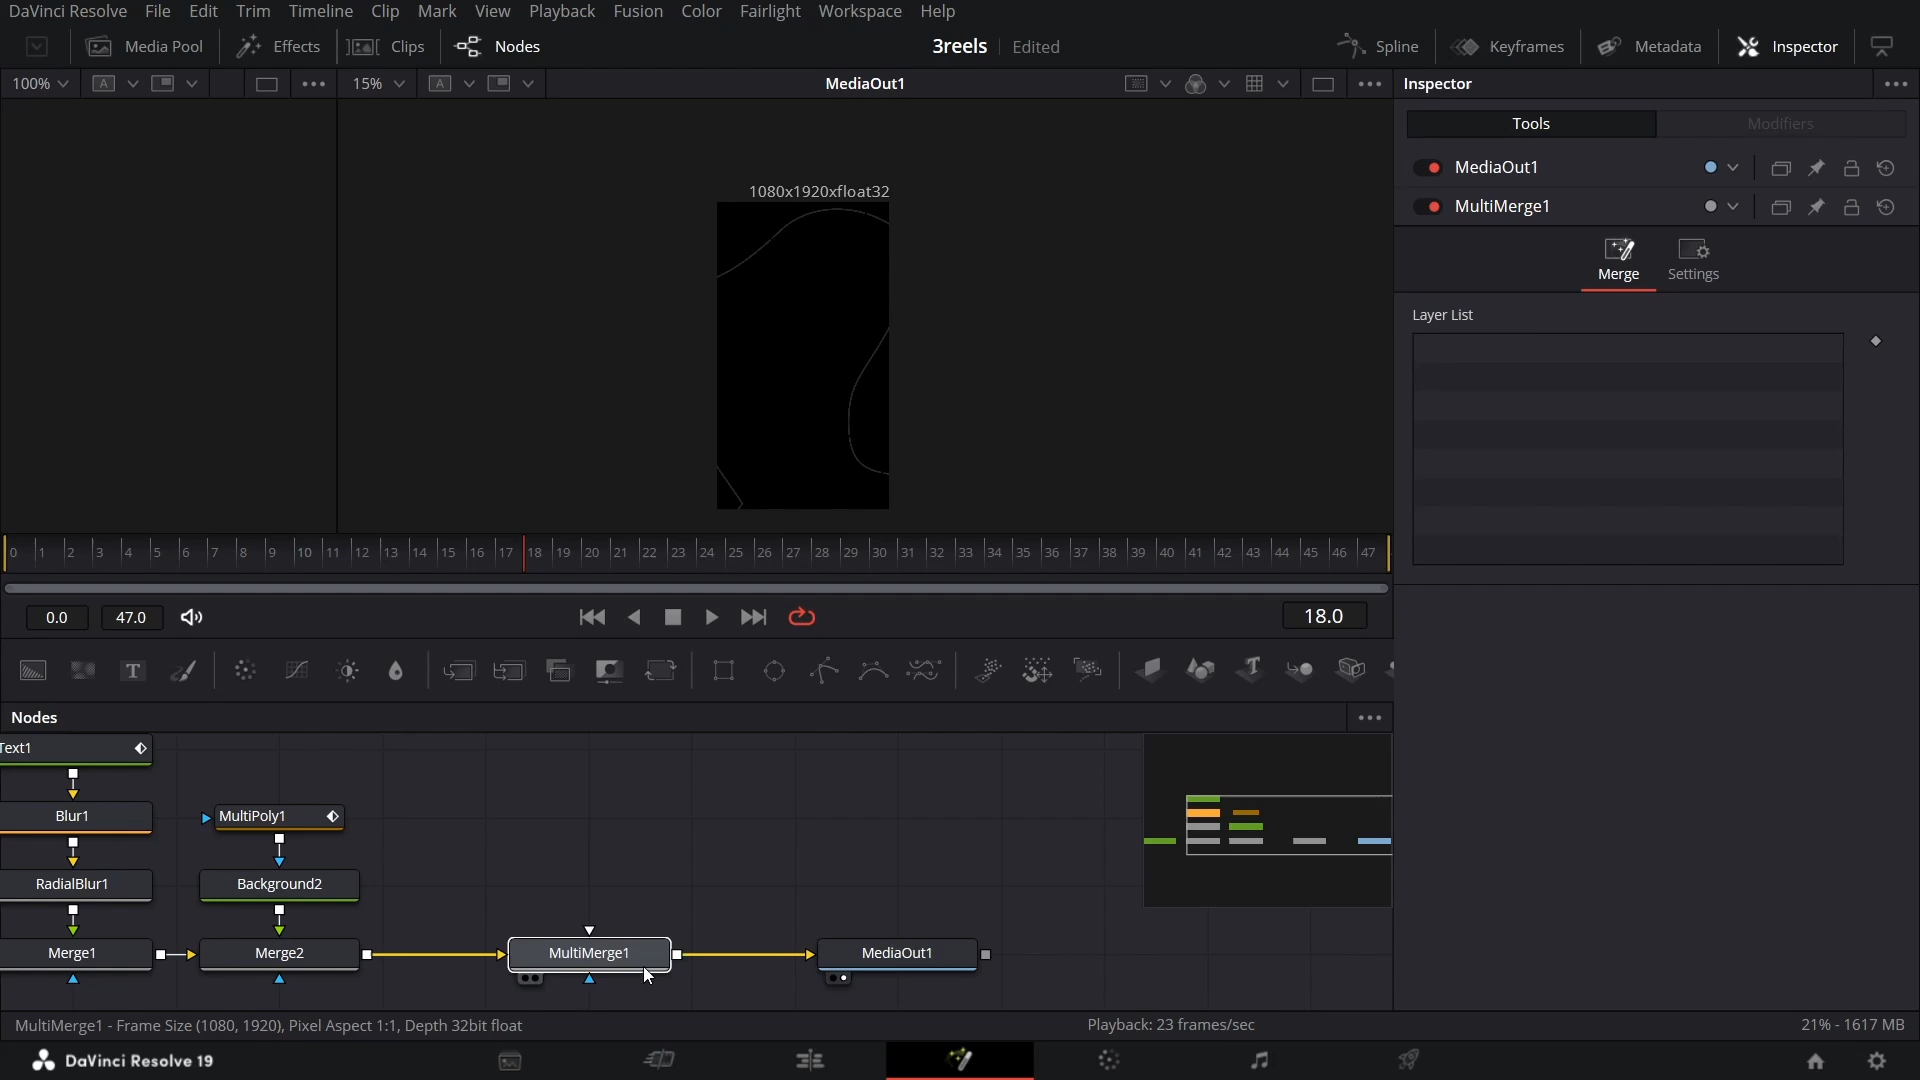 DaVinci Resolve File Edit Trim Timeline Clip Mark View Playback Fusion Color Fairlight Workspace Help
Media Pool Effects Clips Nodes 3reels Edited Spline Keyframes Metadata Inspector
100% A 15% A MediaOut1 Inspector
Tools Modifiers
MediaOut1
1080x1920xfloat32
MultiMerge1
Merge Settings
Layer List
0 1 2 3 4 5 6 7 8 9 10 11 12 13 14 15 16 17 18 19 20 21 22 23 24 25 26 27 28 29 30 31 32 33 34 35 36 37 38 39 40 41 42 43 44 45 46 47
0.0 47.0 18.0
T T
Nodes
Text1
Blur1 MultiPoly1
RadialBlur1 Background2
Merge1 Merge2 MultiMerge1 MediaOut1
MultiMerge1 - Frame Size (1080, 1920), Pixel Aspect 1:1, Depth 32bit float Playback: 23 frames/sec 21% - 1617 MB
DaVinci Resolve 19